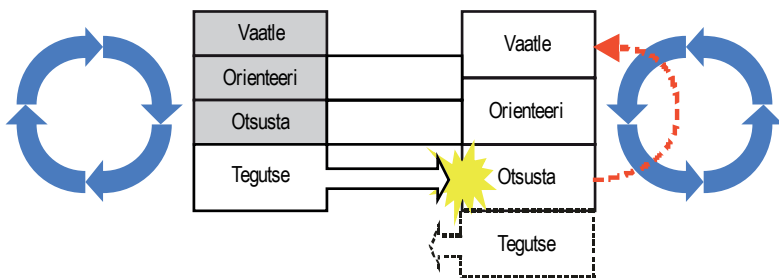 Vaatle
Orienteeri
Otsusta
Tegutse
Vaatle
Orienteeri
Otsusta
Tegutse